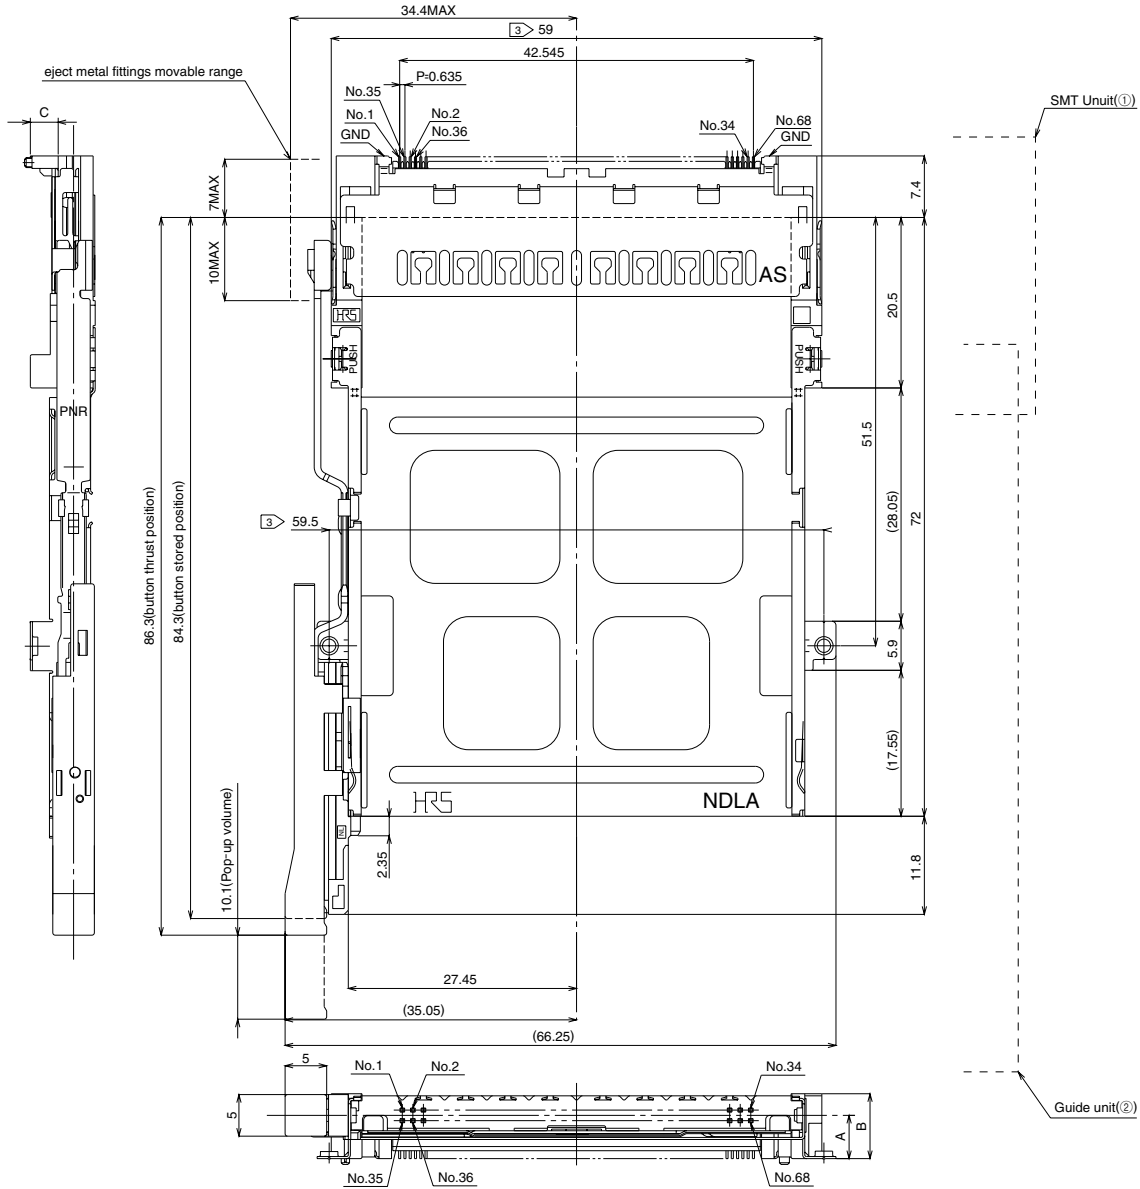 34.4MAX
3 59
42.545
P=0.635
eject metal fittings movable range
No.35
No.1
No.2
GND
No.36
No.34
No.68
GND
SMT Unuit(①)
C
7MAX
10MAX
7.4
AS
HRS
PUSH
PUSH
20.5
PNR
51.5
(28.05)
72
3 59.5
86.3(button thrust position)
84.3(button stored position)
5.9
(17.55)
HRS
NDLA
NL
2.35
11.8
10.1(Pop-up volume)
27.45
(35.05)
(66.25)
5
No.1
No.2
No.34
5
A
B
Guide unit(②)
No.35
No.36
No.68